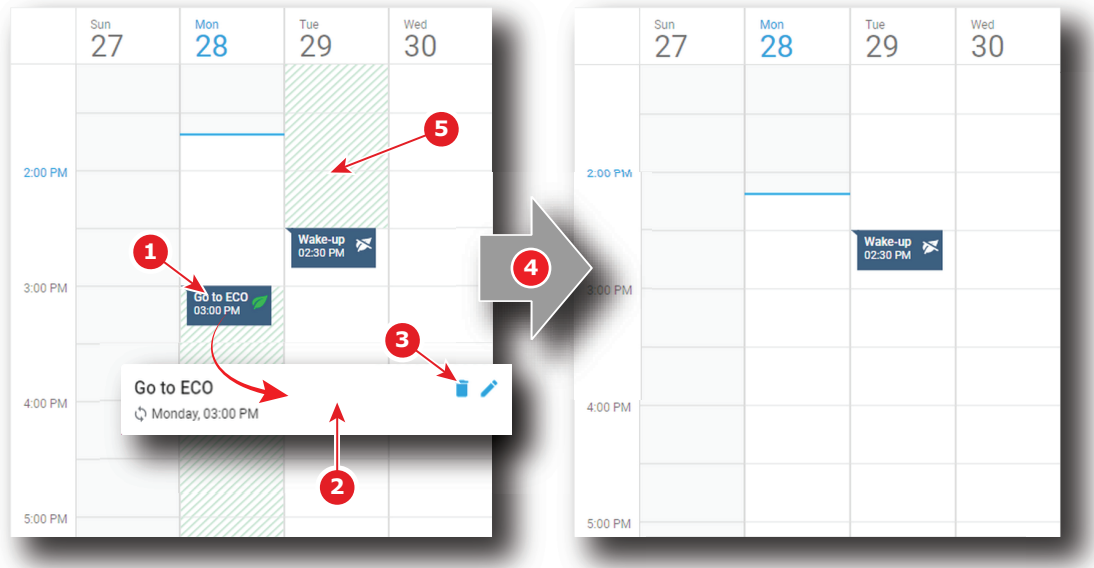 Sun Mon Tue Wed
27 28 29 30
5
2:00 PM
1
Wake-up
02:30 PM
3:00 PM
Go to ECO
03:00 PM
3
Go to ECO
Monday, 03:00 PM
4:00 PM
2
5:00 PM
4
Sun Mon Tue Wed
27 28 29 30
2:00 PM
Wake-up
02:30 PM
3:00 PM
4:00 PM
5:00 PM